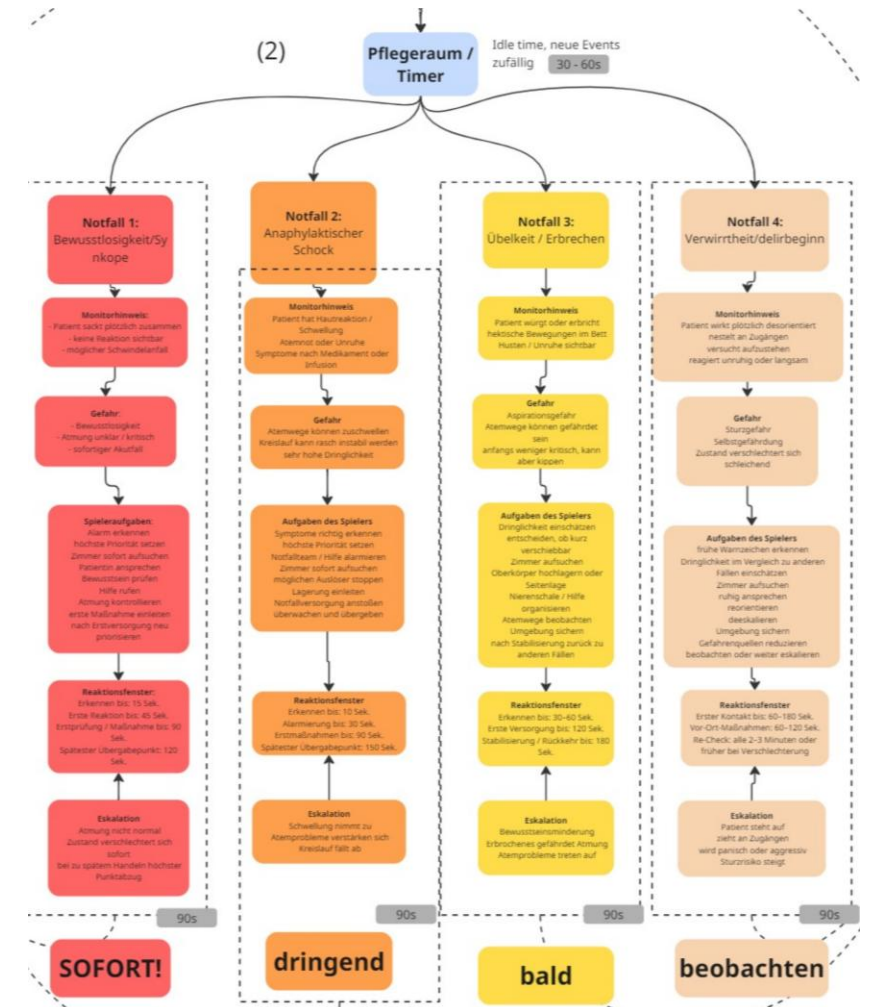 (2)
Pflegeraum /
Timer
Idle time, neue Events
zufällig 30 - 60s
Notfall 1:
Bewusstlosigkeit/Sy
nkope
Monitorhinweis:
- Patient sackt plötzlich zusammen
- keine Reaktion sichtbar
- möglicher Schwindelanfall
Gefahr:
- Bewusstlosigkeit
- Atmung unklar / kritisch
- sofortiger Akutfall
Spieleraufgaben:
Alarm erkennen
höchste Priorität setzen
Zimmer sofort aufsuchen
Patientin ansprechen
Bewusstsein prüfen
Hilfe rufen
Atmung kontrollieren
erste Maßnahme einleiten
nach Erstversorgung neu
priorisieren
Reaktionsfenster:
Erkennen bis: 15 Sek.
Erste Reaktion bis: 45 Sek.
Erstprüfung / Maßnahme bis: 90
Sek.
Spätester Übergabepunkt: 120
Sek.
Eskalation
Atmung nicht normal
Zustand verschlechtert sich
sofort
bei zu spätem Handeln höchster
Punktabzug
90s
SOFORT!
Notfall 2:
Anaphylaktischer
Schock
Monitorhinweis
Patient hat Hautreaktion /
Schwellung
Atemnot oder Unruhe
Symptome nach Medikament oder
Infusion
Gefahr
Atemwege können zuschwellen
Kreislauf kann rasch instabil werden
sehr hohe Dringlichkeit
Aufgaben des Spielers
Symptome richtig erkennen
höchste Priorität setzen
Notfallteam / Hilfe alarmieren
Zimmer sofort aufsuchen
möglichen Auslöser stoppen
Lagerung einleiten
Notfallversorgung anstoßen
überwachen und übergeben
Reaktionsfenster
Erkennen bis: 10 Sek.
Alarmierung bis: 30 Sek.
Erstmaßnahmen bis: 90 Sek.
Spätester Übergabepunkt: 150 Sek.
Eskalation
Schwellung nimmt zu
Atemprobleme verstärken sich
Kreislauf fällt ab
90s
dringend
Notfall 3:
Übelkeit / Erbrechen
Monitorhinweis
Patient würgt oder erbricht
hektische Bewegungen im Bett
Husten / Unruhe sichtbar
Gefahr
Aspirationsgefahr
Atemwege können gefährdet
sein
anfangs weniger kritisch, kann
aber kippen
Aufgaben des Spielers
Dringlichkeit einschätzen
entscheiden, ob kurz
verschiebbar
Zimmer aufsuchen
Oberkörper hochlagern oder
Seitenlage
Nierenschale / Hilfe
organisieren
Atemwege beobachten
Umgebung sichern
nach Stabilisierung zurück zu
anderen Fällen
Reaktionsfenster
Erkennen bis: 30–60 Sek.
Erste Versorgung bis: 120 Sek.
Stabilisierung / Rückkehr bis: 180
Sek.
Eskalation
Bewusstseinsminderung
Erbrochenes gefährdet Atmung
Atemprobleme treten auf
90s
bald
Notfall 4:
Verwirrtheit/delirbeginn
Monitorhinweis
Patient wirkt plötzlich desorientiert
nestelt an Zugängen
versucht aufzustehen
reagiert unruhig oder langsam
Gefahr
Sturzgefahr
Selbstgefährdung
Zustand verschlechtert sich
schleichend
Aufgaben des Spielers
frühe Warnzeichen erkennen
Dringlichkeit im Vergleich zu anderen
Fällen einschätzen
Zimmer aufsuchen
ruhig ansprechen
reorientieren
deeskalieren
Umgebung sichern
Gefahrenquellen reduzieren
beobachten oder weiter eskalieren
Reaktionsfenster
Erster Kontakt bis: 60–180 Sek.
Vor-Ort-Maßnahmen: 60–120 Sek.
Re-Check: alle 2–3 Minuten oder
früher bei Verschlechterung
Eskalation
Patient steht auf
zieht an Zugängen
wird panisch oder aggressiv
Sturzrisiko steigt
90s
beobachten